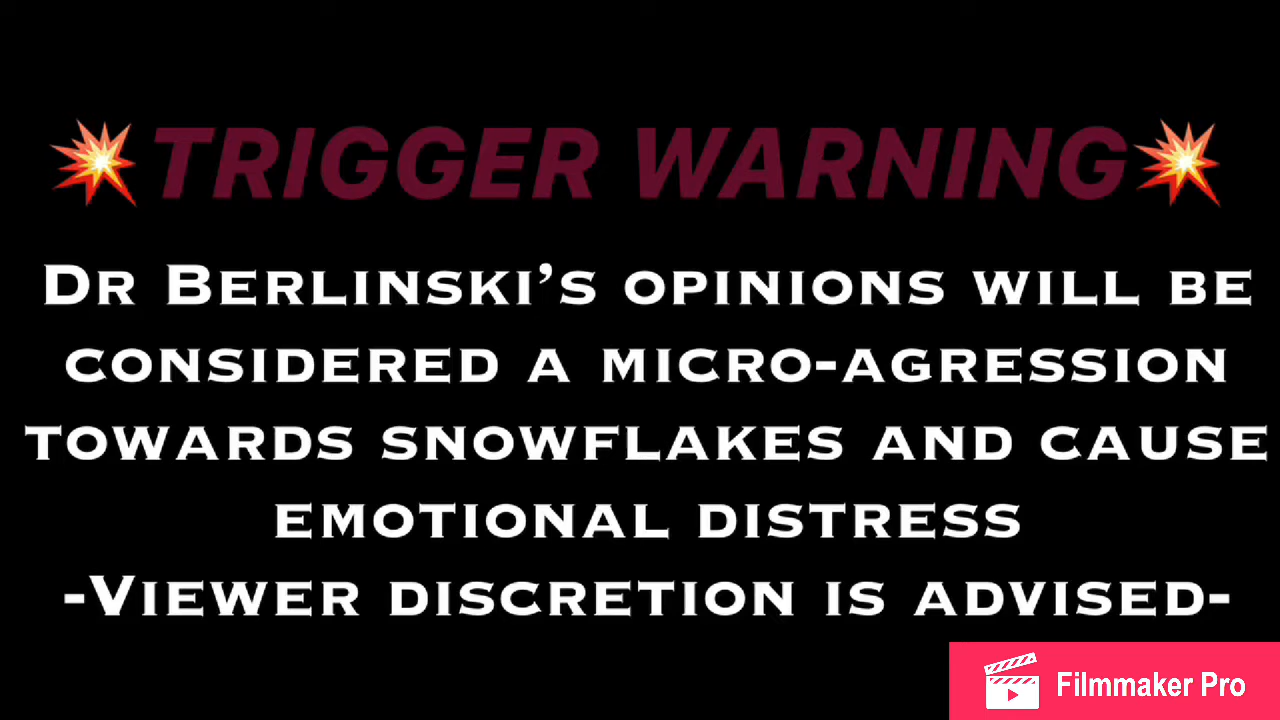 💥TRIGGER WARNING💥
DR BERLINSKI’S OPINIONS WILL BE
CONSIDERED A MICRO-AGRESSION
TOWARDS SNOWFLAKES AND CAUSE
EMOTIONAL DISTRESS
-VIEWER DISCRETION IS ADVISED-
Filmmaker Pro